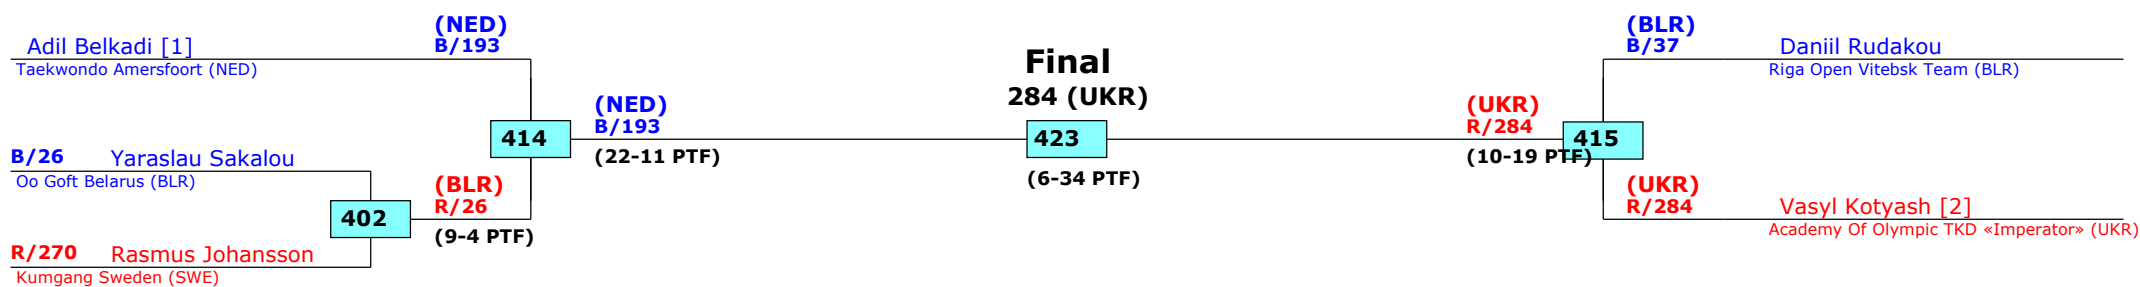 (NED)
B/193
Adil Belkadi [1]
Taekwondo Amersfoort (NED)
B/26 Yaraslau Sakalou
Oo Goft Belarus (BLR)
402
R/270 Rasmus Johansson
Kumgang Sweden (SWE)
(BLR)
R/26
(9-4 PTF)
414
(NED)
B/193
(22-11 PTF)
Final
284 (UKR)
423
(6-34 PTF)
(UKR)
R/284
(10-19 PTF)
415
(BLR)
B/37
Daniil Rudakou
Riga Open Vitebsk Team (BLR)
(UKR)
R/284
Vasyl Kotyash [2]
Academy Of Olympic TKD «Imperator» (UKR)